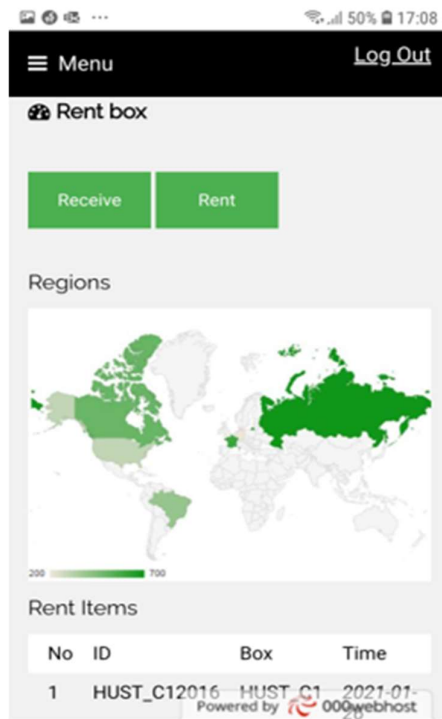 50% 17:08
Menu
Log Out
Rent box
Receive Rent
Regions
200 700
Rent Items
No ID Box Time
1 HUST_C12016 HUST_C1 2021-01-
Powered by 000webhost